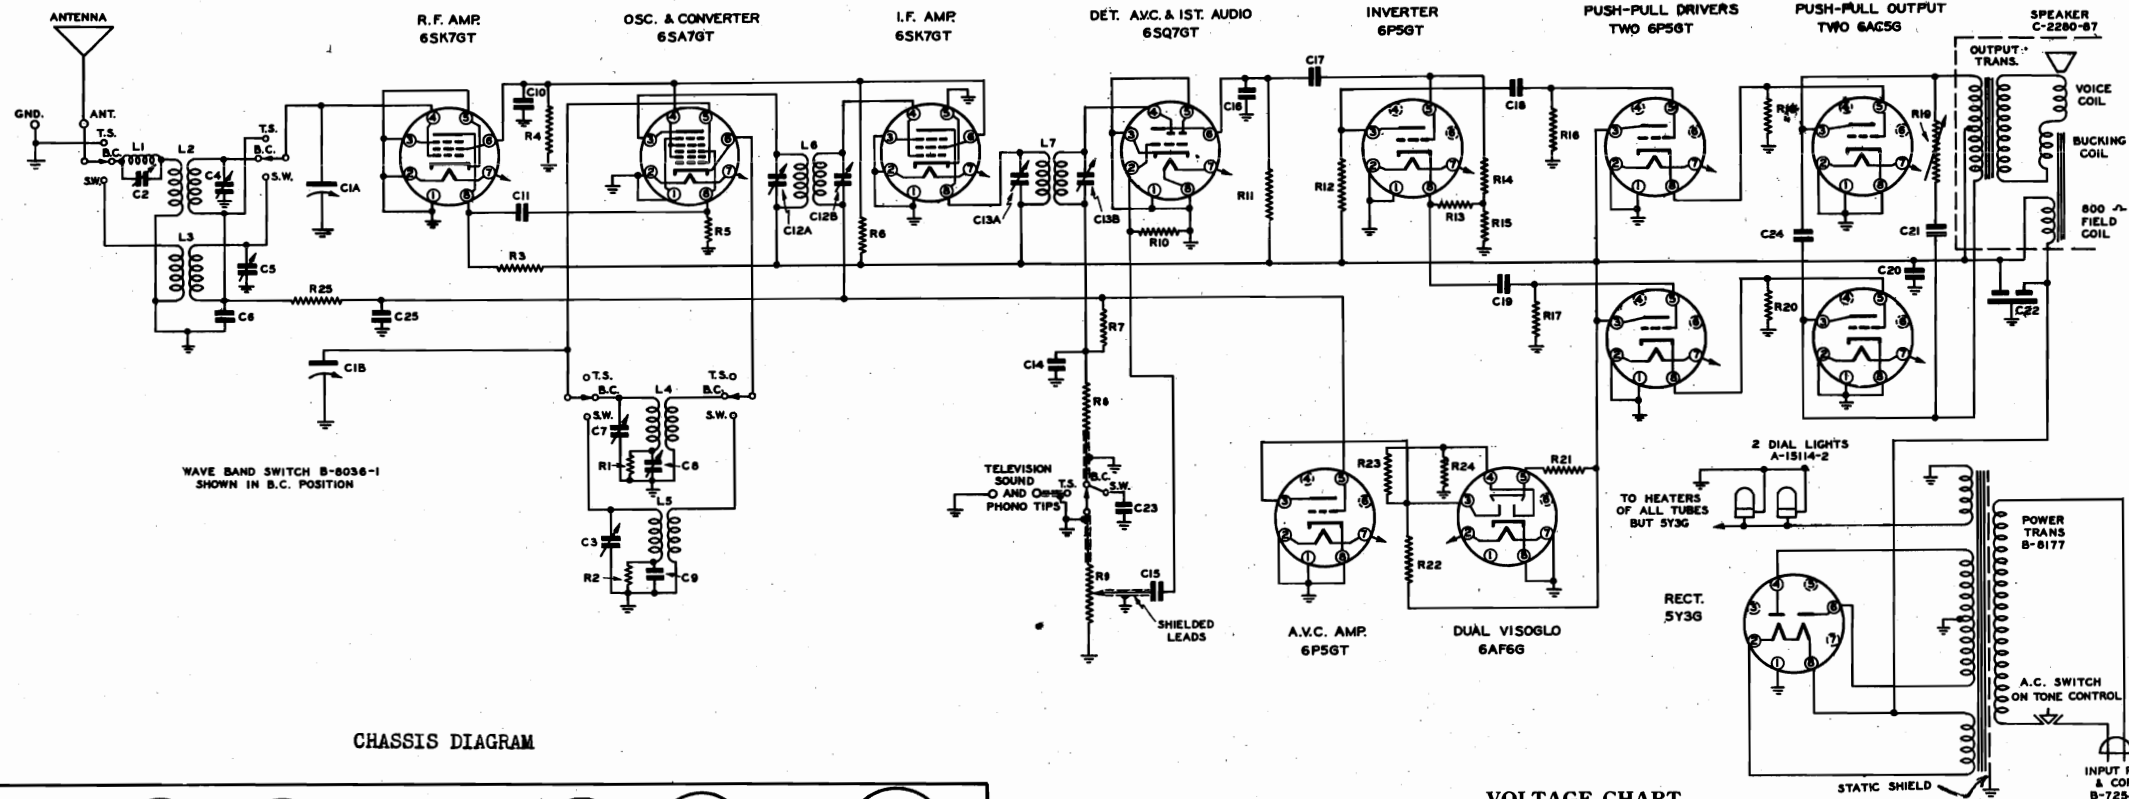 ANTENNA
R.F. AMP.
6SK7GT
OSC. & CONVERTER
6SA7GT
I.F. AMP.
6SK7GT
DET. A.V.C. & IST. AUDIO
6SQ7GT
INVERTER
6P5GT
PUSH-PULL DRIVERS
TWO 6P5GT
PUSH-PULL OUTPUT
TWO 6AC5G
SPEAKER
C-2280-87
OUTPUT
TRANS.
VOICE
COIL
BUCKING
COIL
800 Ω
FIELD
COIL
GND.
ANT.
T.S.
B.C.
S.W.
L1
C2
L2
C4
T.S.
B.C.
S.W.
L3
C5
C6
C1A
R25
C25
C1B
C10
R4
C11
R3
R5
L6
C12A
C12B
R6
L7
C13A
C13B
R10
C16
R11
C17
R12
R13
R14
R15
C18
R16
C19
R17
R18
R19
C24
C21
R20
C20
C22
T.S.
B.C.
S.W.
L4
T.S.
B.C.
S.W.
C7
R1
C8
L5
C3
R2
C9
R7
C14
R8
B.C.
T.S.
S.W.
C23
TELEVISION
SOUND
AND
PHONO TIPS
R9
C15
SHIELDED
LEADS
R23
R24
R21
R22
A.V.C. AMP.
6P5GT
DUAL VISOGLO
6AF6G
WAVE BAND SWITCH B-8036-1
SHOWN IN B.C. POSITION
2 DIAL LIGHTS
A-15114-2
TO HEATERS
OF ALL TUBES
BUT 5Y3G
RECT.
5Y3G
POWER
TRANS
B-8177
A.C. SWITCH
ON TONE CONTROL
STATIC SHIELD
INPUT
&
B-725
CHASSIS DIAGRAM
VOLTAGE CHART